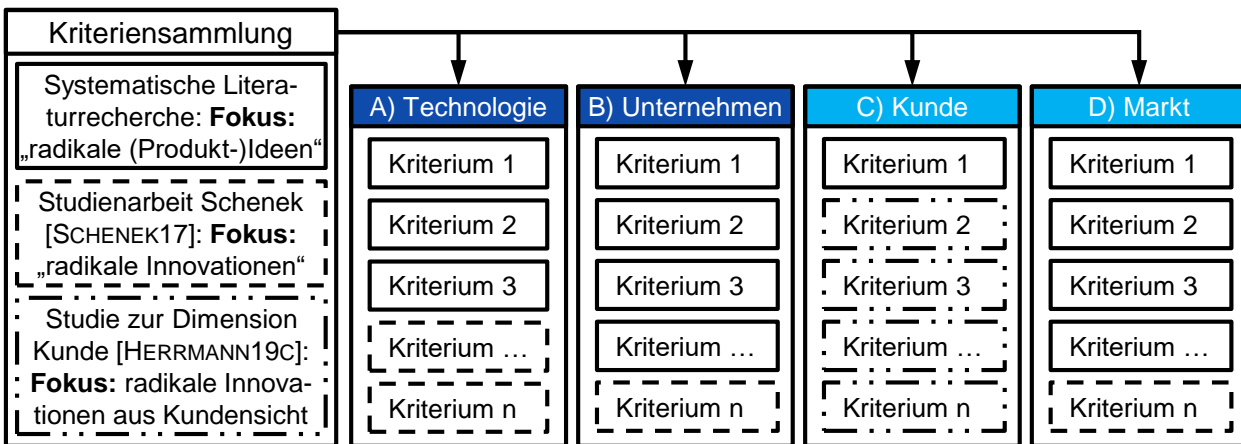 Kriteriensammlung
Systematische Litera-
turrecherche: Fokus:
„radikale (Produkt-)Ideen“
Studienarbeit Schenek
[SCHENEK17]: Fokus:
„radikale Innovationen“
Studie zur Dimension
Kunde [HERRMANN19C]:
Fokus: radikale Innova-
tionen aus Kundensicht
A) Technologie
Kriterium 1
Kriterium 2
Kriterium 3
Kriterium …
Kriterium n
B) Unternehmen
Kriterium 1
Kriterium 2
Kriterium 3
Kriterium …
Kriterium n
C) Kunde
Kriterium 1
Kriterium 2
Kriterium 3
Kriterium …
Kriterium n
D) Markt
Kriterium 1
Kriterium 2
Kriterium 3
Kriterium …
Kriterium n